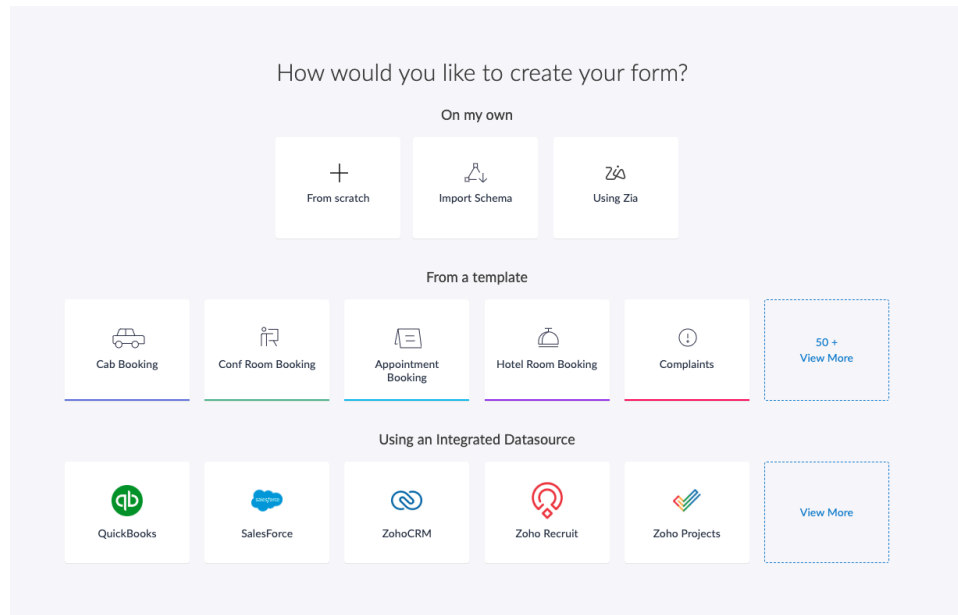 How would you like to create your form?
On my own
From scratch
Import Schema
Zia
Using Zia
From a template
Cab Booking
Conf Room Booking
Appointment
Booking
Hotel Room Booking
Complaints
50 +
View More
Using an Integrated Datasource
qb
QuickBooks
salesforce
SalesForce
ZohoCRM
Zoho Recruit
Zoho Projects
View More